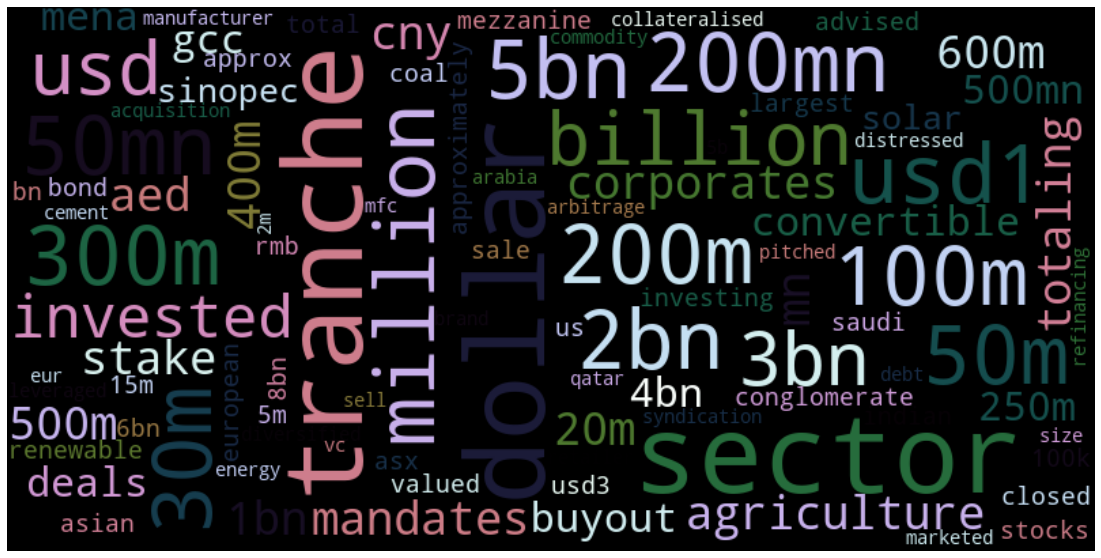 mena
manufacturer
total
cny
mezzanine
collateralised
advised
usd
gcc
approx
commodity
5bn
200mn
600m
sinopec
coal
approximately
largest
solar
500mn
acquisition
50mn
tranche
million
dollar
billion
distressed
totaling
bn
bond
aed
400m
arabia
corporates
usd1
cement
2m
mfc
arbitrage
convertible
300m
rmb
sale
200m
pitched
100m
refinancing
invested
investing
mn
brand
us
saudi
stake
european
2bn
3bn
50m
eur
15m
8bn
qatar
debt
leveraged
30m
5m
sell
4bn
conglomerate
250m
500m
6bn
20m
syndication
sector
size
renewable
vc
energy
asx
100k
deals
valued
usd3
closed
asian
1bn
mandates
buyout
agriculture
marketed
stocks